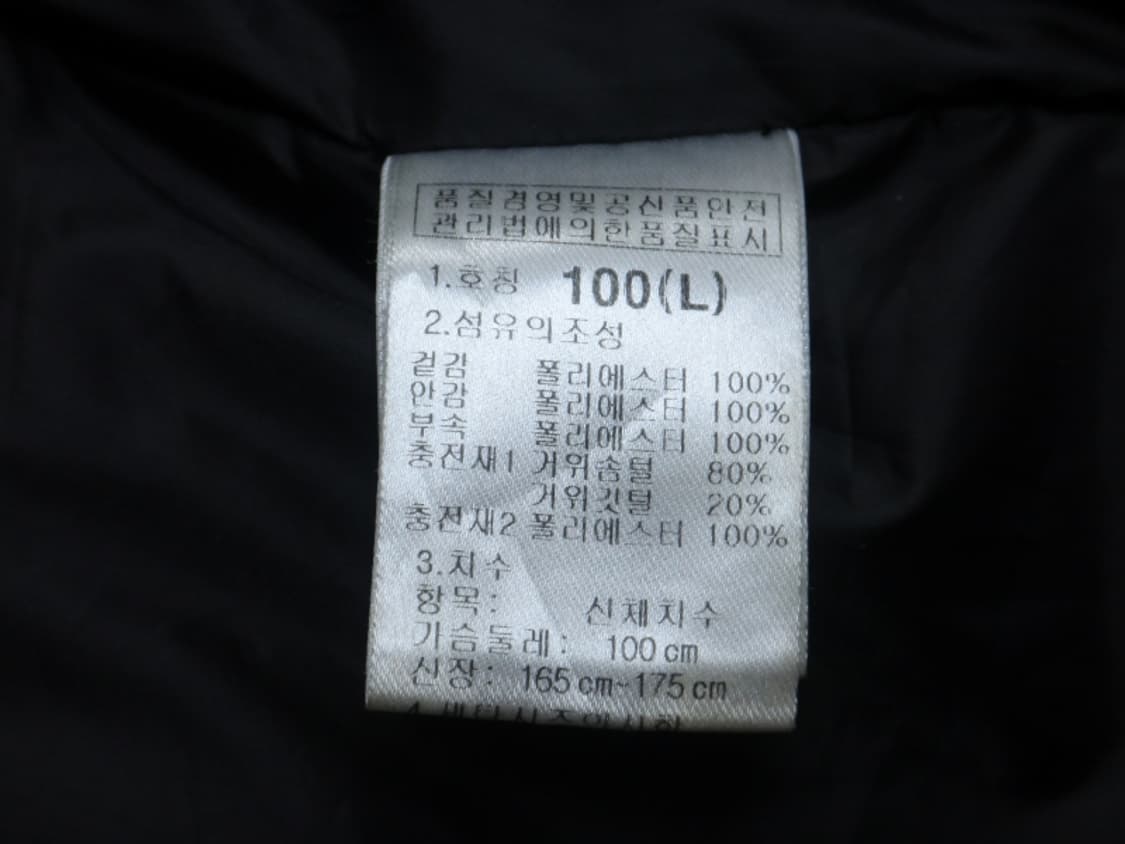 품질경영및공산품안전
관리법에의한품질표시
1.호칭 100(L)
2.섬유의조성
겉감 폴리에스터 100%
안감 폴리에스터 100%
부속 폴리에스터 100%
충전재1 거위솜털 80%
거위깃털 20%
충전재2 폴리에스터 100%
3.치수
항목: 신체치수
가슴둘레: 100cm
신장: 165cm~175cm